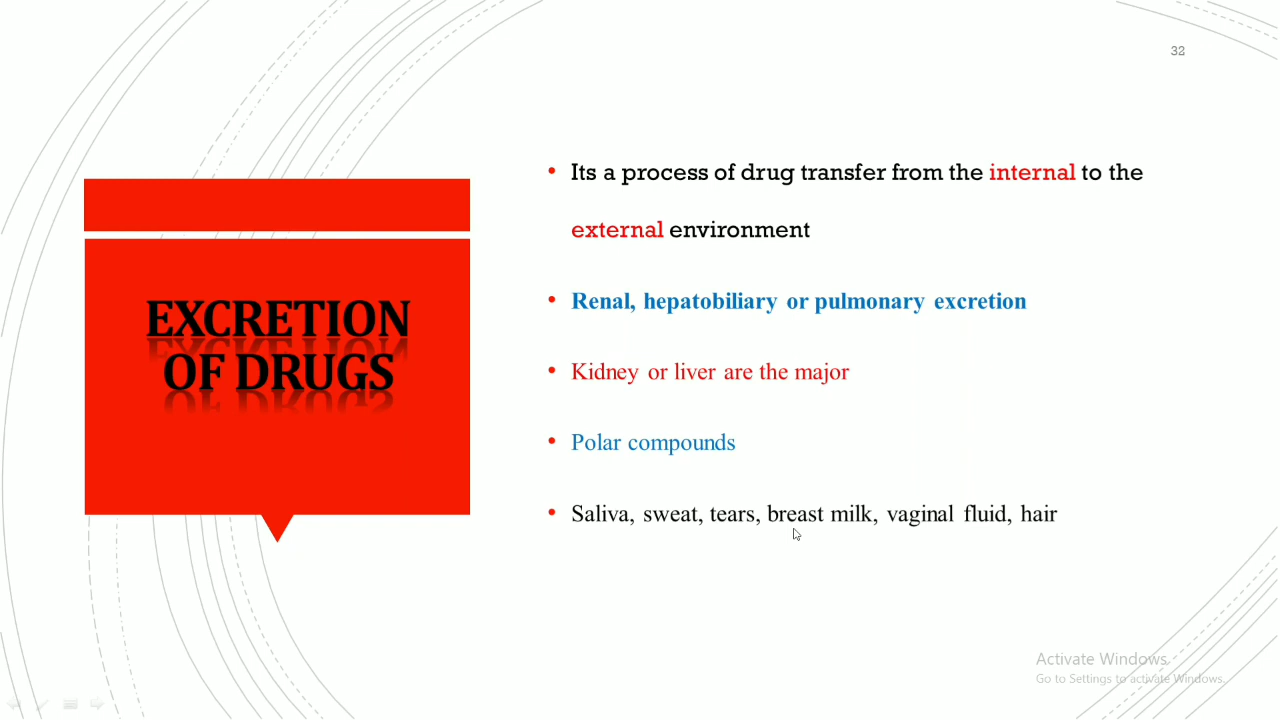 32
EXCRETION
OF DRUGS
• Its a process of drug transfer from the internal to the
external environment
• Renal, hepatobiliary or pulmonary excretion
• Kidney or liver are the major
• Polar compounds
• Saliva, sweat, tears, breast milk, vaginal fluid, hair
Activate Windows
Go to Settings to activate Windows.